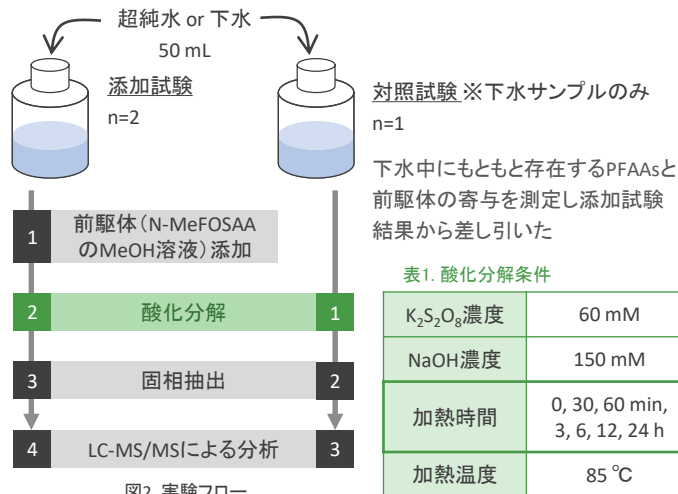 超純水 or 下水
50 mL
添加試験
n=2
対照試験 ※下水サンプルのみ
n=1
下水中にもともと存在するPFAAsと
前駆体の寄与を測定し添加試験
結果から差し引いた
1 前駆体(N-MeFOSAA
のMeOH溶液)添加
2 酸化分解 1
3 固相抽出 2
4 LC-MS/MSによる分析 3
図2. 実験フロー
表1. 酸化分解条件
K₂S₂O₈濃度 60 mM
NaOH濃度 150 mM
加熱時間 0, 30, 60 min,
3, 6, 12, 24 h
加熱温度 85 ℃